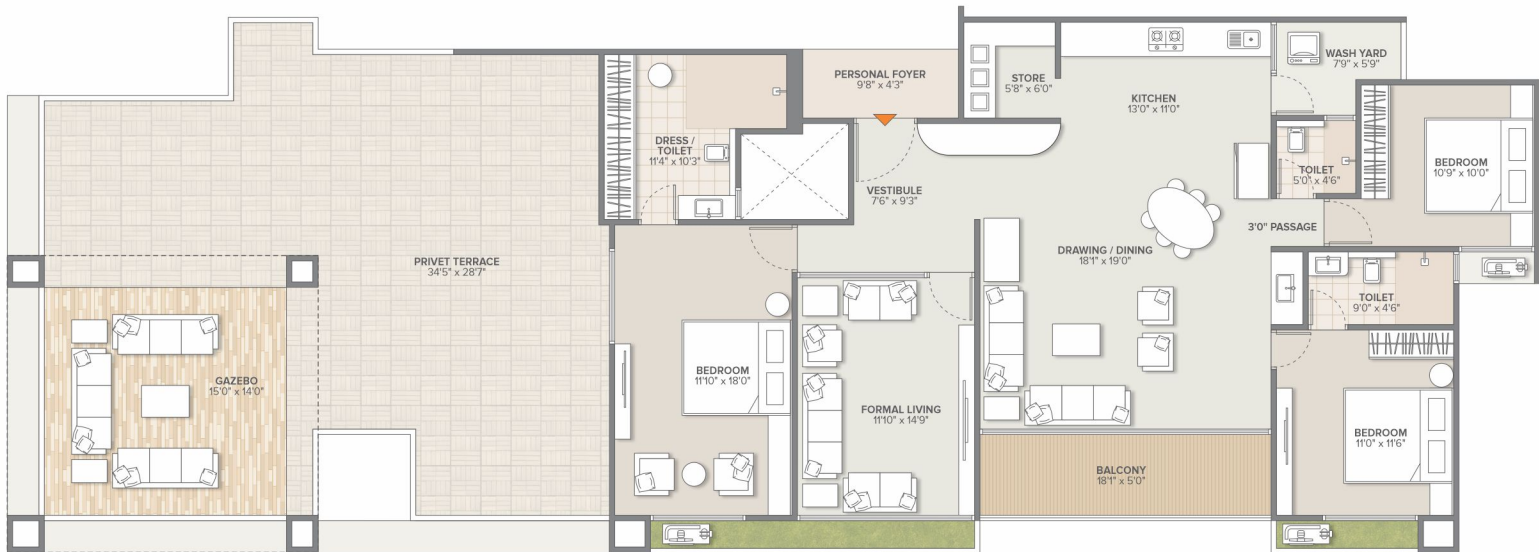 PERSONAL FOYER
9'8" x 4'3"
STORE
5'8" x 6'0"
KITCHEN
13'0" x 11'0"
WASH YARD
7'9" x 5'9"
DRESS /
TOILET
11'4" x 10'3"
TOILET
5'0" x 4'6"
BEDROOM
10'9" x 10'0"
VESTIBULE
7'6" x 9'3"
3'0" PASSAGE
PRIVET TERRACE
34'5" x 28'7"
DRAWING / DINING
18'1" x 19'0"
TOILET
9'0" x 4'6"
GAZEBO
15'0" x 14'0"
BEDROOM
11'10" x 18'0"
FORMAL LIVING
11'10" x 14'9"
BEDROOM
11'0" x 11'6"
BALCONY
18'1" x 5'0"